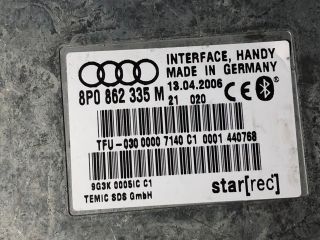 INTERFACE, HANDY
MADE IN GERMANY
8P0 862 335 M 13.04.2006
21 020 CE
TFU-030 0000 7140 C1 0001 440768
9G3K 0005IC C1
TEMIC SDS GmbH
star[rec]